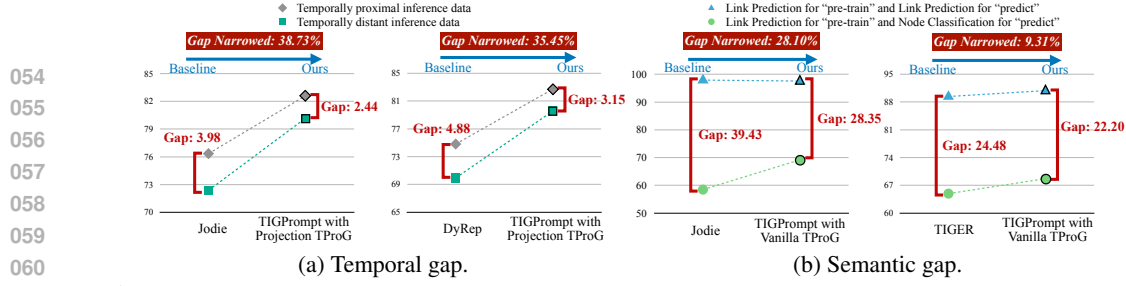 Temporally proximal inference data
Temporally distant inference data
Link Prediction for "pre-train" and Link Prediction for "predict"
Link Prediction for "pre-train" and Node Classification for "predict"
Gap Narrowed: 38.73%
Baseline Ours
85
82
79
76
73
70
Gap: 3.98
Gap: 2.44
Jodie
TIGPrompt with
Projection TProG
Gap Narrowed: 35.45%
Baseline Ours
85
81
77
73
69
65
Gap: 4.88
Gap: 3.15
DyRep
TIGPrompt with
Projection TProG
(a) Temporal gap.
Gap Narrowed: 28.10%
Baseline Ours
100
90
80
70
60
50
Gap: 39.43
Gap: 28.35
Jodie
TIGPrompt with
Vanilla TProG
Gap Narrowed: 9.31%
Baseline Ours
95
88
81
74
67
60
Gap: 24.48
Gap: 22.20
TIGER
TIGPrompt with
Vanilla TProG
(b) Semantic gap.
054
055
056
057
058
059
060